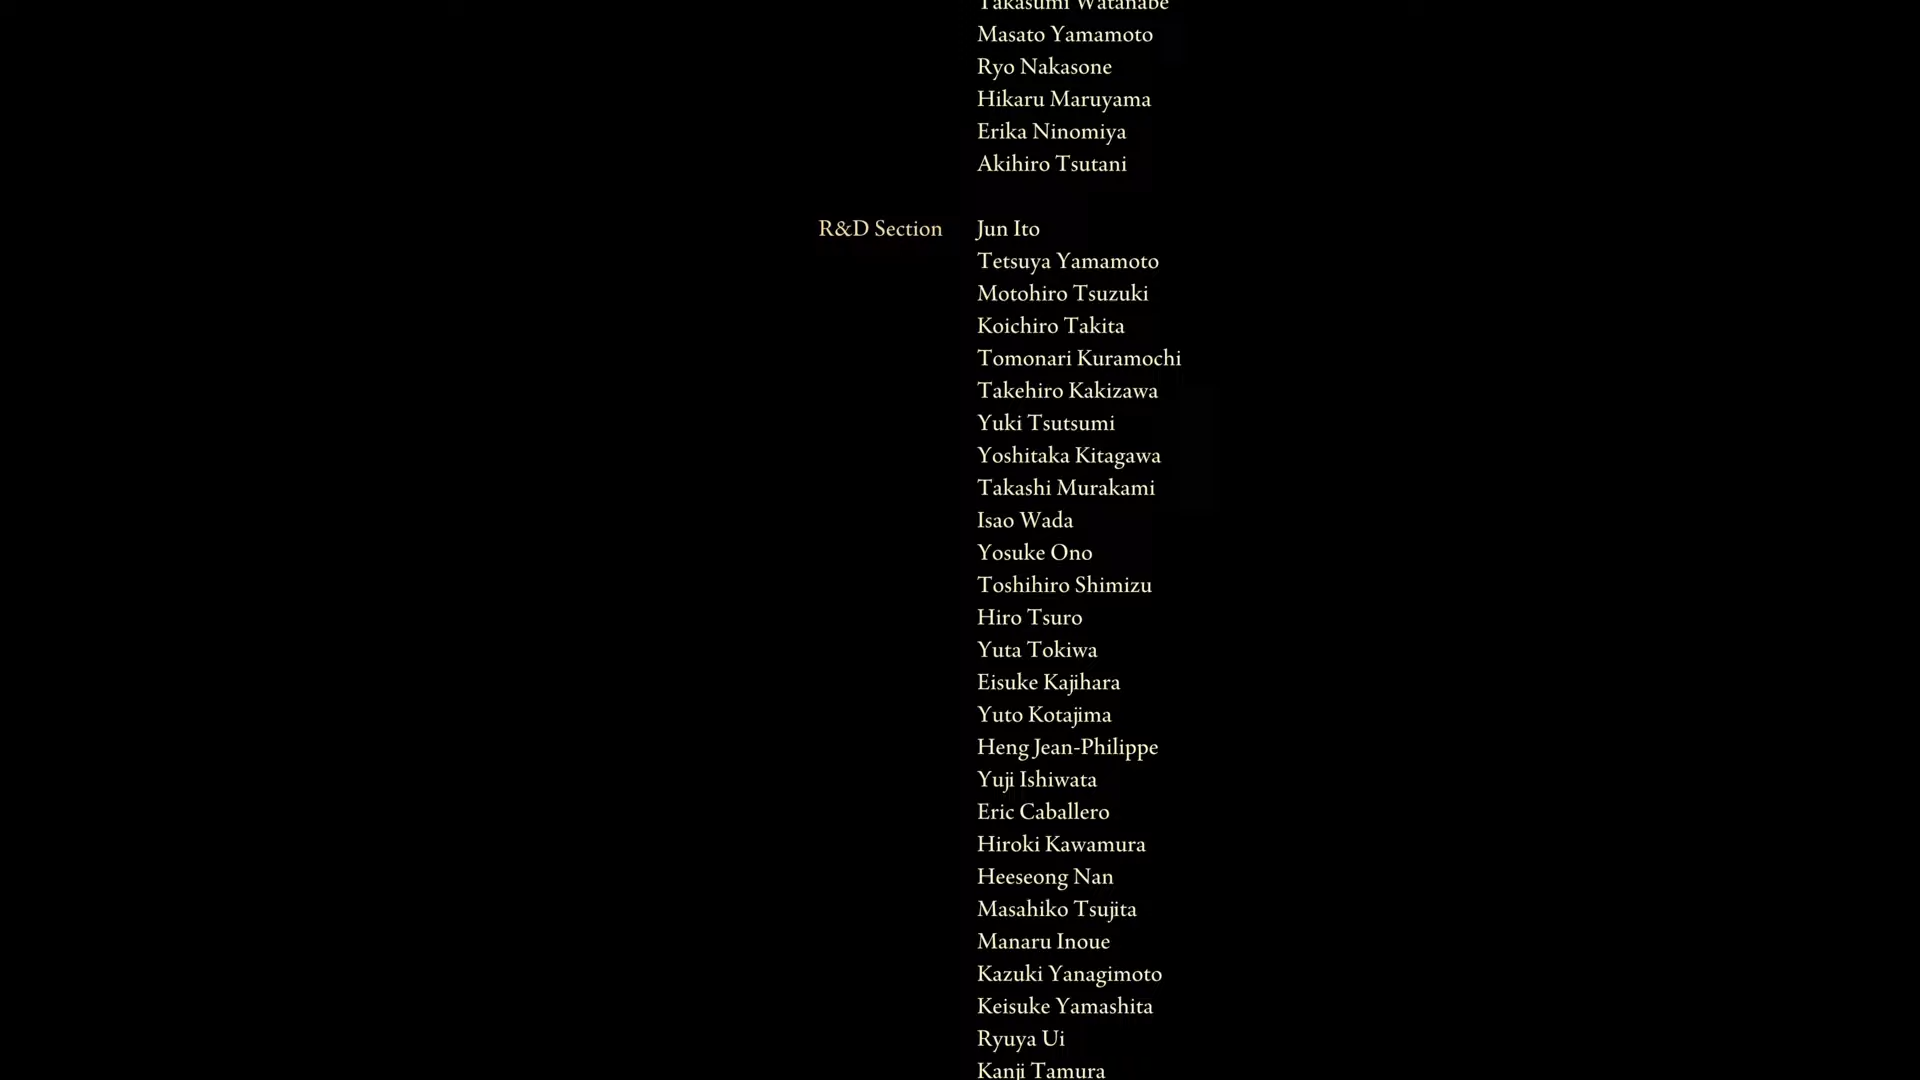 Takasumi Watanabe
Masato Yamamoto
Ryo Nakasone
Hikaru Maruyama
Erika Ninomiya
Akihiro Tsutani
R&D Section Jun Ito
Tetsuya Yamamoto
Motohiro Tsuzuki
Koichiro Takita
Tomonari Kuramochi
Takehiro Kakizawa
Yuki Tsutsumi
Yoshitaka Kitagawa
Takashi Murakami
Isao Wada
Yosuke Ono
Toshihiro Shimizu
Hiro Tsuro
Yuta Tokiwa
Eisuke Kajihara
Yuto Kotajima
Heng Jean-Philippe
Yuji Ishiwata
Eric Caballero
Hiroki Kawamura
Heeseong Nan
Masahiko Tsujita
Manaru Inoue
Kazuki Yanagimoto
Keisuke Yamashita
Ryuya Ui
Kanji Tamura